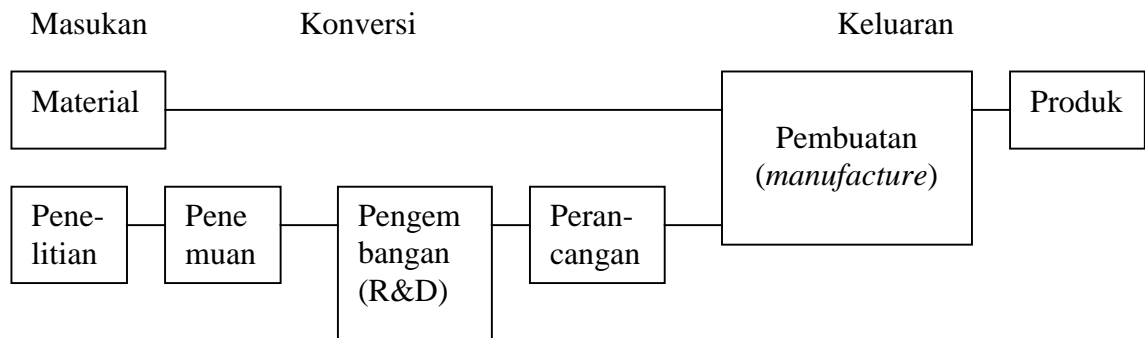 Masukan Konversi Keluaran
Material
Produk
Pembuatan
(manufacture)
Pene-
litian
Pene
muan
Pengem
bangan
(R&D)
Peran-
cangan